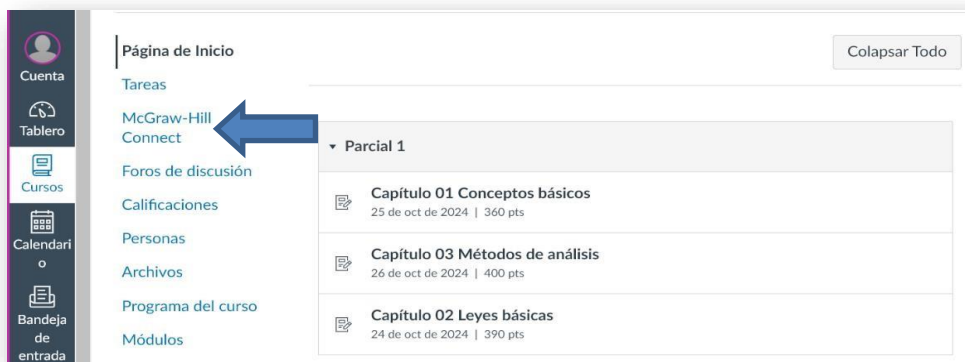 Cuenta
Tablero
Cursos
Calendari
o
Bandeja
de
entrada
Página de Inicio
Tareas
McGraw-Hill
Connect
Foros de discusión
Calificaciones
Personas
Archivos
Programa del curso
Módulos
Colapsar Todo
Parcial 1
Capítulo 01 Conceptos básicos
25 de oct de 2024 | 360 pts
Capítulo 03 Métodos de análisis
26 de oct de 2024 | 400 pts
Capítulo 02 Leyes básicas
24 de oct de 2024 | 390 pts